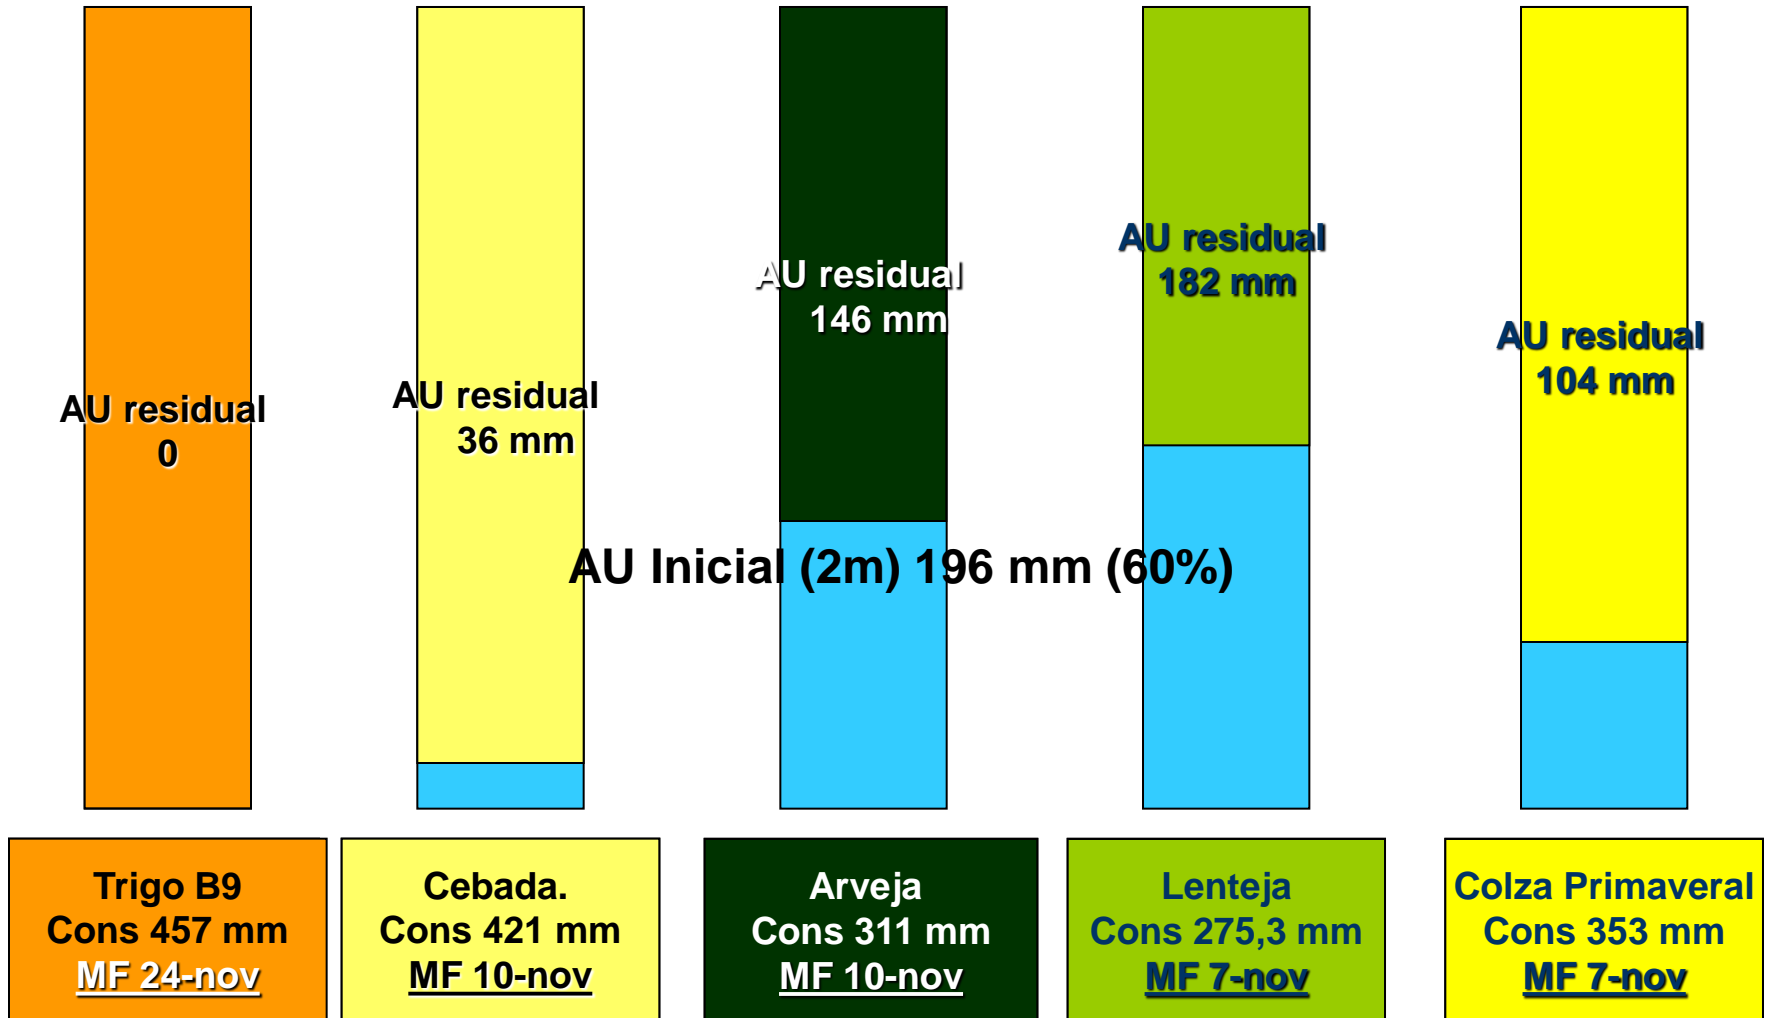 AU residual
0
AU residual
36 mm
AU residual
146 mm
AU residual
182 mm
AU residual
104 mm
AU Inicial (2m) 196 mm (60%)
Trigo B9
Cons 457 mm
MF 24-nov
Cebada.
Cons 421 mm
MF 10-nov
Arveja
Cons 311 mm
MF 10-nov
Lenteja
Cons 275,3 mm
MF 7-nov
Colza Primaveral
Cons 353 mm
MF 7-nov